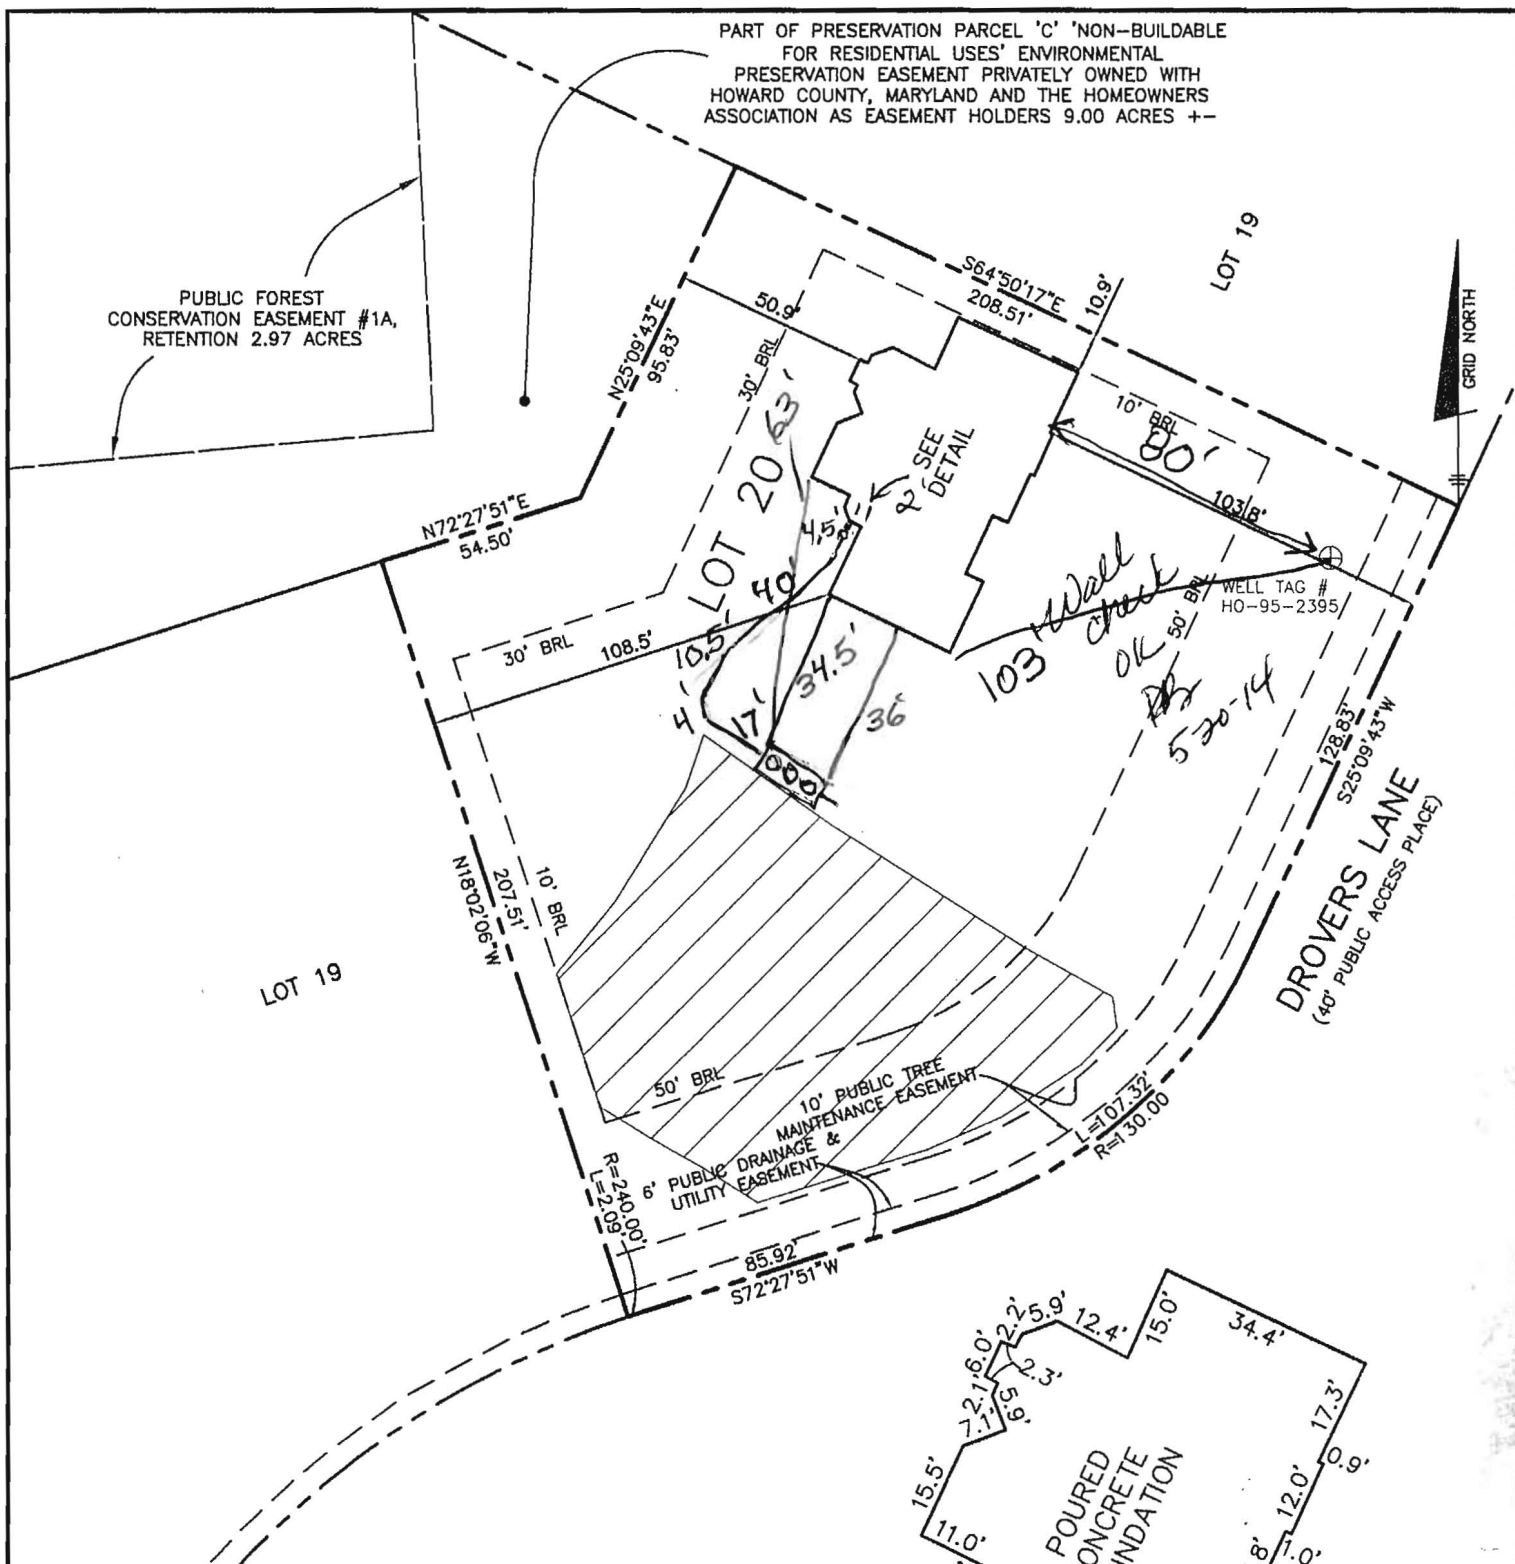 PART OF PRESERVATION PARCEL 'C' 'NON-BUILDABLE
FOR RESIDENTIAL USES' ENVIRONMENTAL
PRESERVATION EASEMENT PRIVATELY OWNED WITH
HOWARD COUNTY, MARYLAND AND THE HOMEOWNERS
ASSOCIATION AS EASEMENT HOLDERS 9.00 ACRES +-
PUBLIC FOREST
CONSERVATION EASEMENT #1A,
RETENTION 2.97 ACRES
LOT 19
GRID NORTH
S64°50'17"E
208.51'
10.9'
50.9'
N25°09'43"E
95.83'
30' BRL
63'
10' BRL
80'
103.8'
SEE
DETAIL
2'
LOT 20
4.5'
N72°27'51"E
54.50'
40'
WELL TAG #
HO-95-2395
Wall
check
OK
5-20-14
103'
50' BRL
30' BRL
108.5'
10.5'
34.5'
36'
4'
17'
128.83'
S25°09'43"W
DROVERS LANE
(40' PUBLIC ACCESS PLACE)
10' BRL
207.51'
N18°02'06"W
LOT 19
50' BRL
10' PUBLIC TREE
MAINTENANCE EASEMENT
L=107.32'
R=130.00
6' PUBLIC DRAINAGE &
UTILITY EASEMENT
R=240.00'
L=2.09'
85.92'
S72°27'51"W
2.2'
5.9'
12.4'
15.0'
34.4'
6.0'
2.3'
2.1'
5.9'
7.1'
17.3'
0.9'
15.5'
12.0'
11.0'
1.0'
8'
POURED
ONCRETE
UNDATION